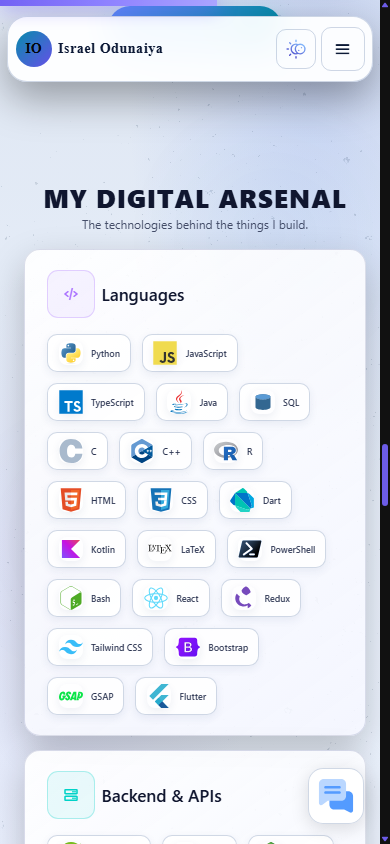 IO Israel Odunaiya
MY DIGITAL ARSENAL
The technologies behind the things I build.
</> Languages
Python JS JavaScript
TS TypeScript Java SQL
C C C++ C++ R R
5 HTML 3 CSS Dart
Kotlin LATEX LaTeX PowerShell
Bash React Redux
Tailwind CSS B Bootstrap
GSAP GSAP Flutter
Backend & APIs